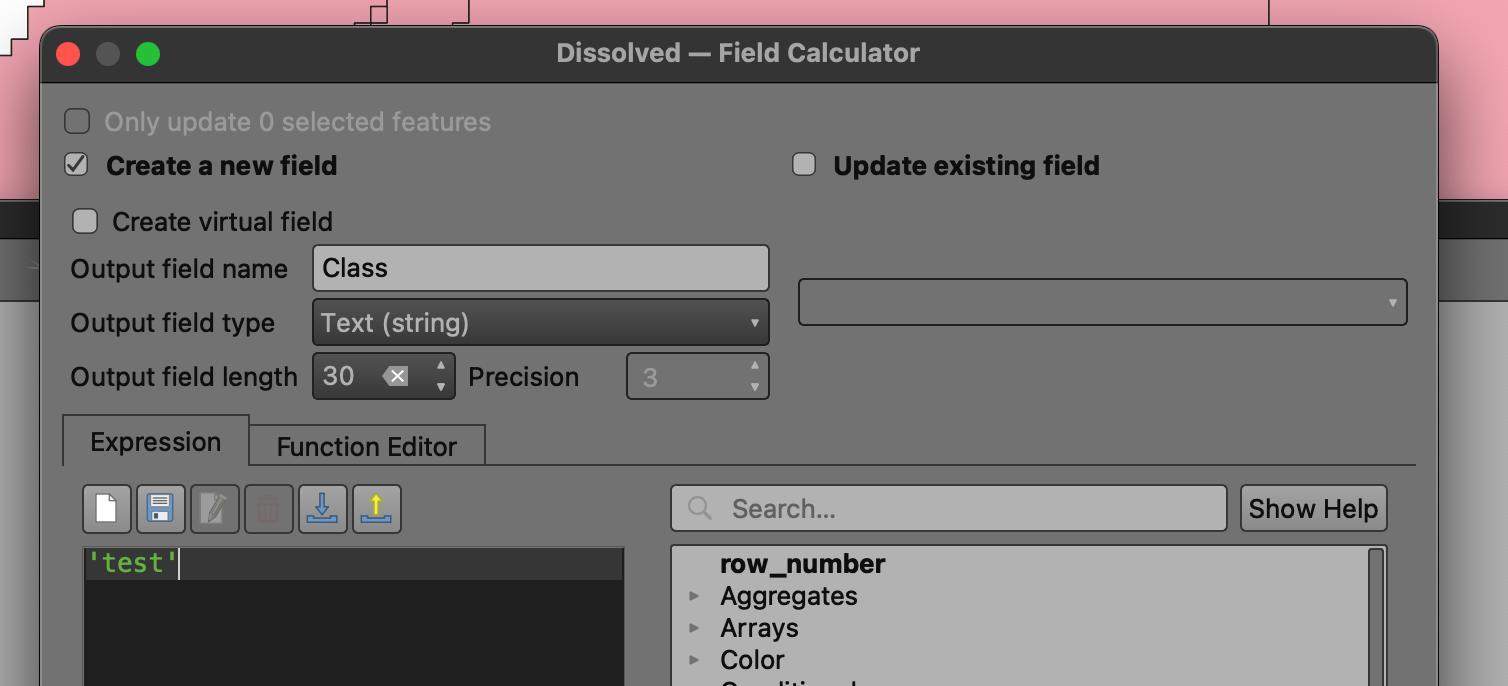 Dissolved — Field Calculator
Only update 0 selected features
Create a new field
Update existing field
Create virtual field
Output field name
Class
Output field type
Text (string)
Output field length
30
Precision
3
Expression
Function Editor
Search...
Show Help
'test'
row_number
Aggregates
Arrays
Color